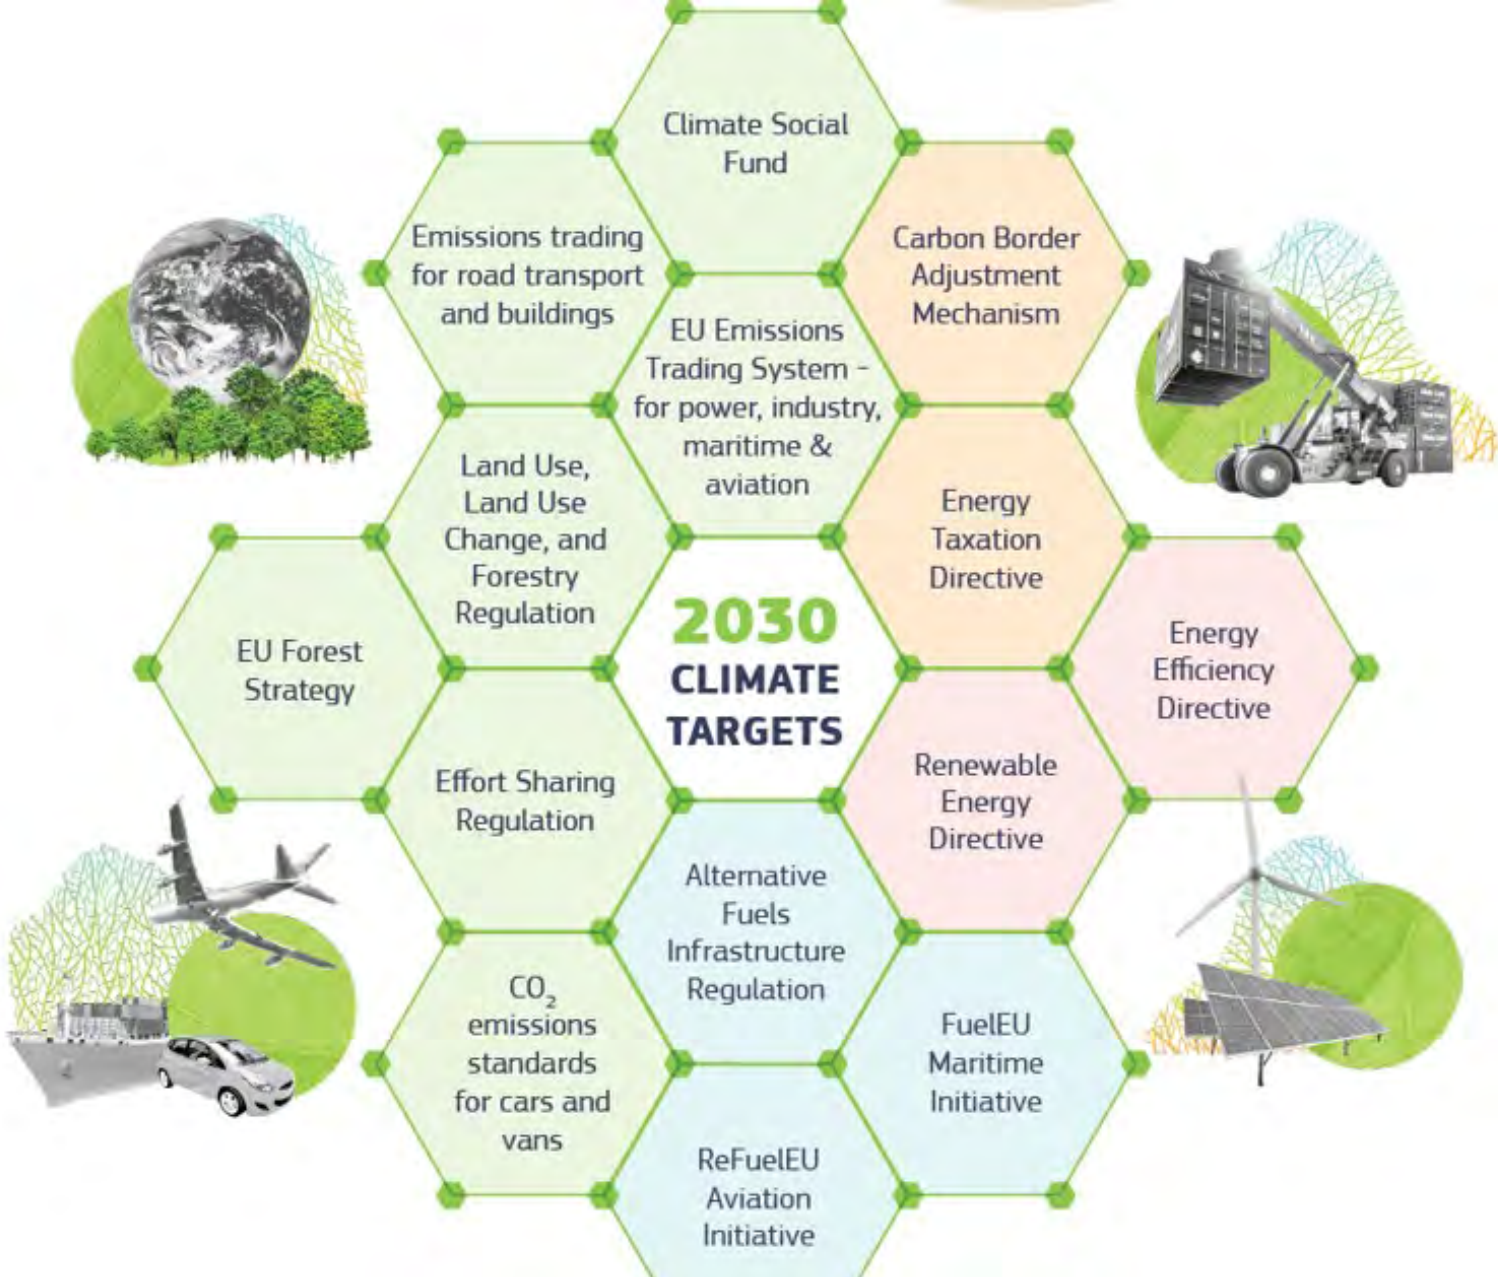 Climate Social
Fund
Emissions trading
for road transport
and buildings
Carbon Border
Adjustment
Mechanism
EU Emissions
Trading System -
for power, industry,
maritime &
aviation
Land Use,
Land Use
Change, and
Forestry
Regulation
Energy
Taxation
Directive
EU Forest
Strategy
2030
CLIMATE
TARGETS
Energy
Efficiency
Directive
Effort Sharing
Regulation
Renewable
Energy
Directive
Alternative
Fuels
Infrastructure
Regulation
CO₂
emissions
standards
for cars and
vans
FuelEU
Maritime
Initiative
ReFuelEU
Aviation
Initiative